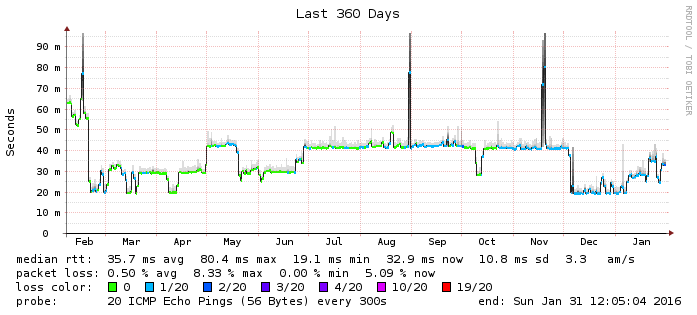 Last 360 Days
RRDTOOL / TOBI OETIKER
Seconds
90 m
80 m
70 m
60 m
50 m
40 m
30 m
20 m
10 m
0
Feb Mar Apr May Jun Jul Aug Sep Oct Nov Dec Jan
median rtt: 35.7 ms avg 80.4 ms max 19.1 ms min 32.9 ms now 10.8 ms sd 3.3 am/s
packet loss: 0.50 % avg 8.33 % max 0.00 % min 5.09 % now
loss color: 0 1/20 2/20 3/20 4/20 10/20 19/20
probe: 20 ICMP Echo Pings (56 Bytes) every 300s end: Sun Jan 31 12:05:04 2016